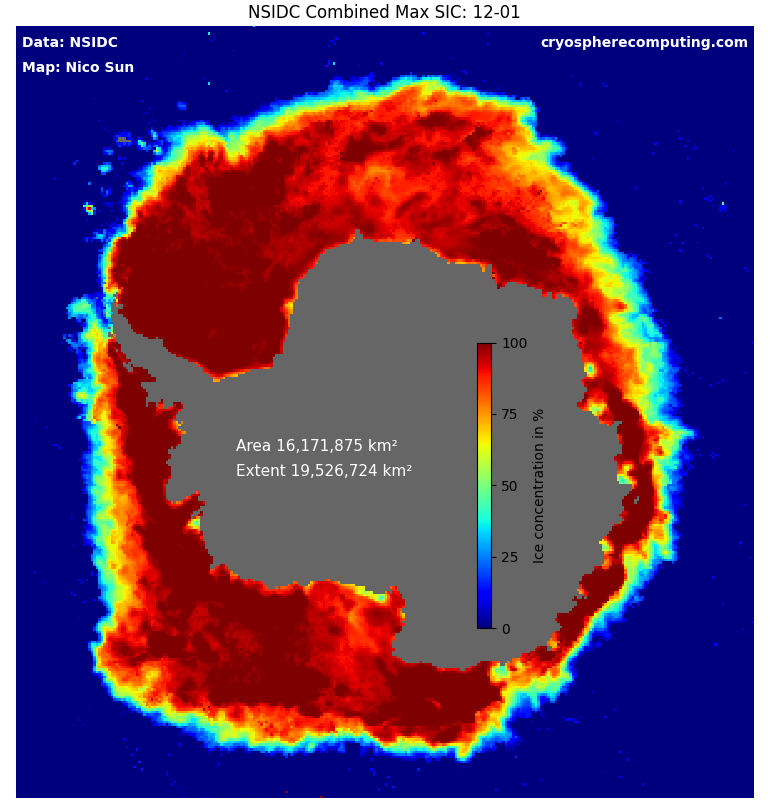 NSIDC Combined Max SIC: 12-01
Data: NSIDC
cryospherecomputing.com
Map: Nico Sun
100
75
50
25
0
Ice concentration in %
Area 16,171,875 km²
Extent 19,526,724 km²